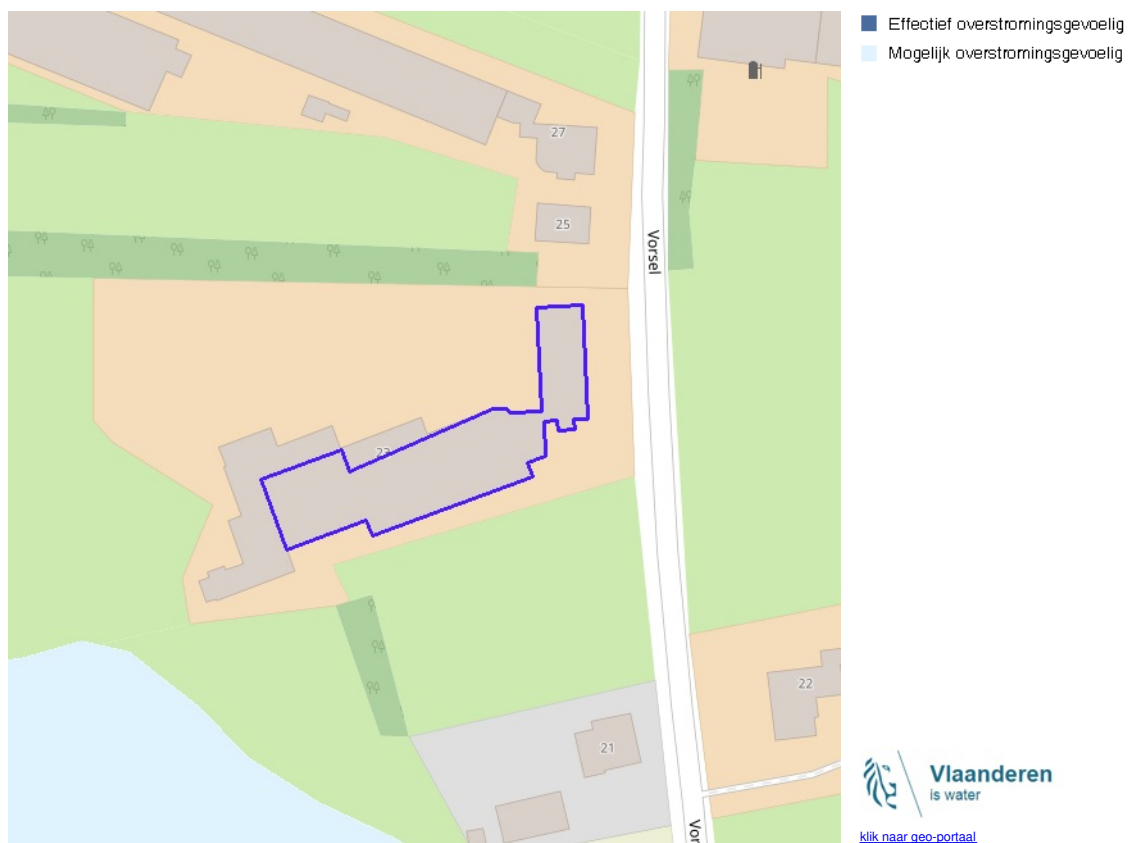 Effectief overstromingsgevoelig
Mogelijk overstromingsgevoelig
27
25
Vorsel
23
22
21
Vor
Vlaanderen
is water
klik naar geo-portaal